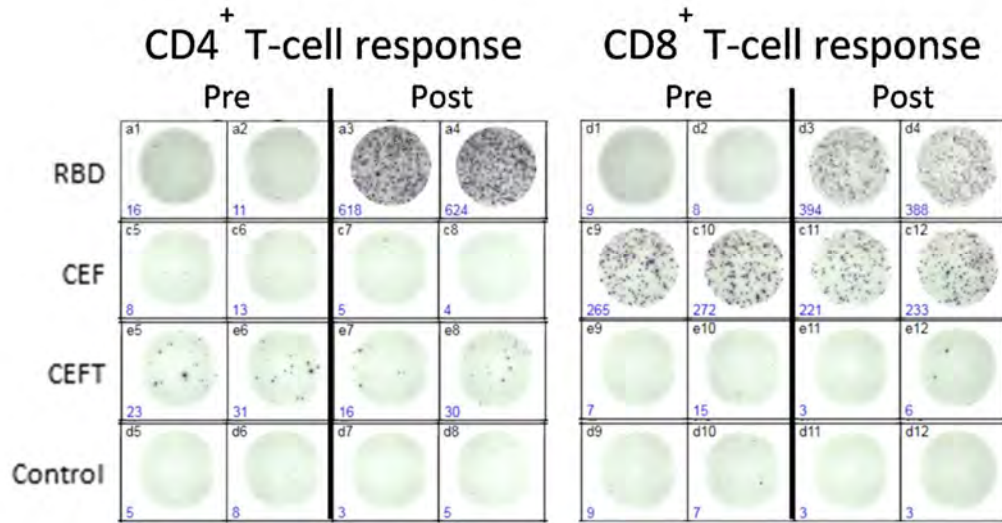 CD4+ T-cell response CD8+ T-cell response
Pre Post Pre Post
RBD a1 a2 a3 a4 d1 d2 d3 d4
16 11 618 624 9 8 394 388
CEF c5 c6 c7 c8 c9 c10 c11 c12
8 13 5 4 265 272 221 233
CEFT e5 e6 e7 e8 e9 e10 e11 e12
23 31 16 30 7 15 3 6
Control d5 d6 d7 d8 d9 d10 d11 d12
5 8 3 5 9 7 3 3